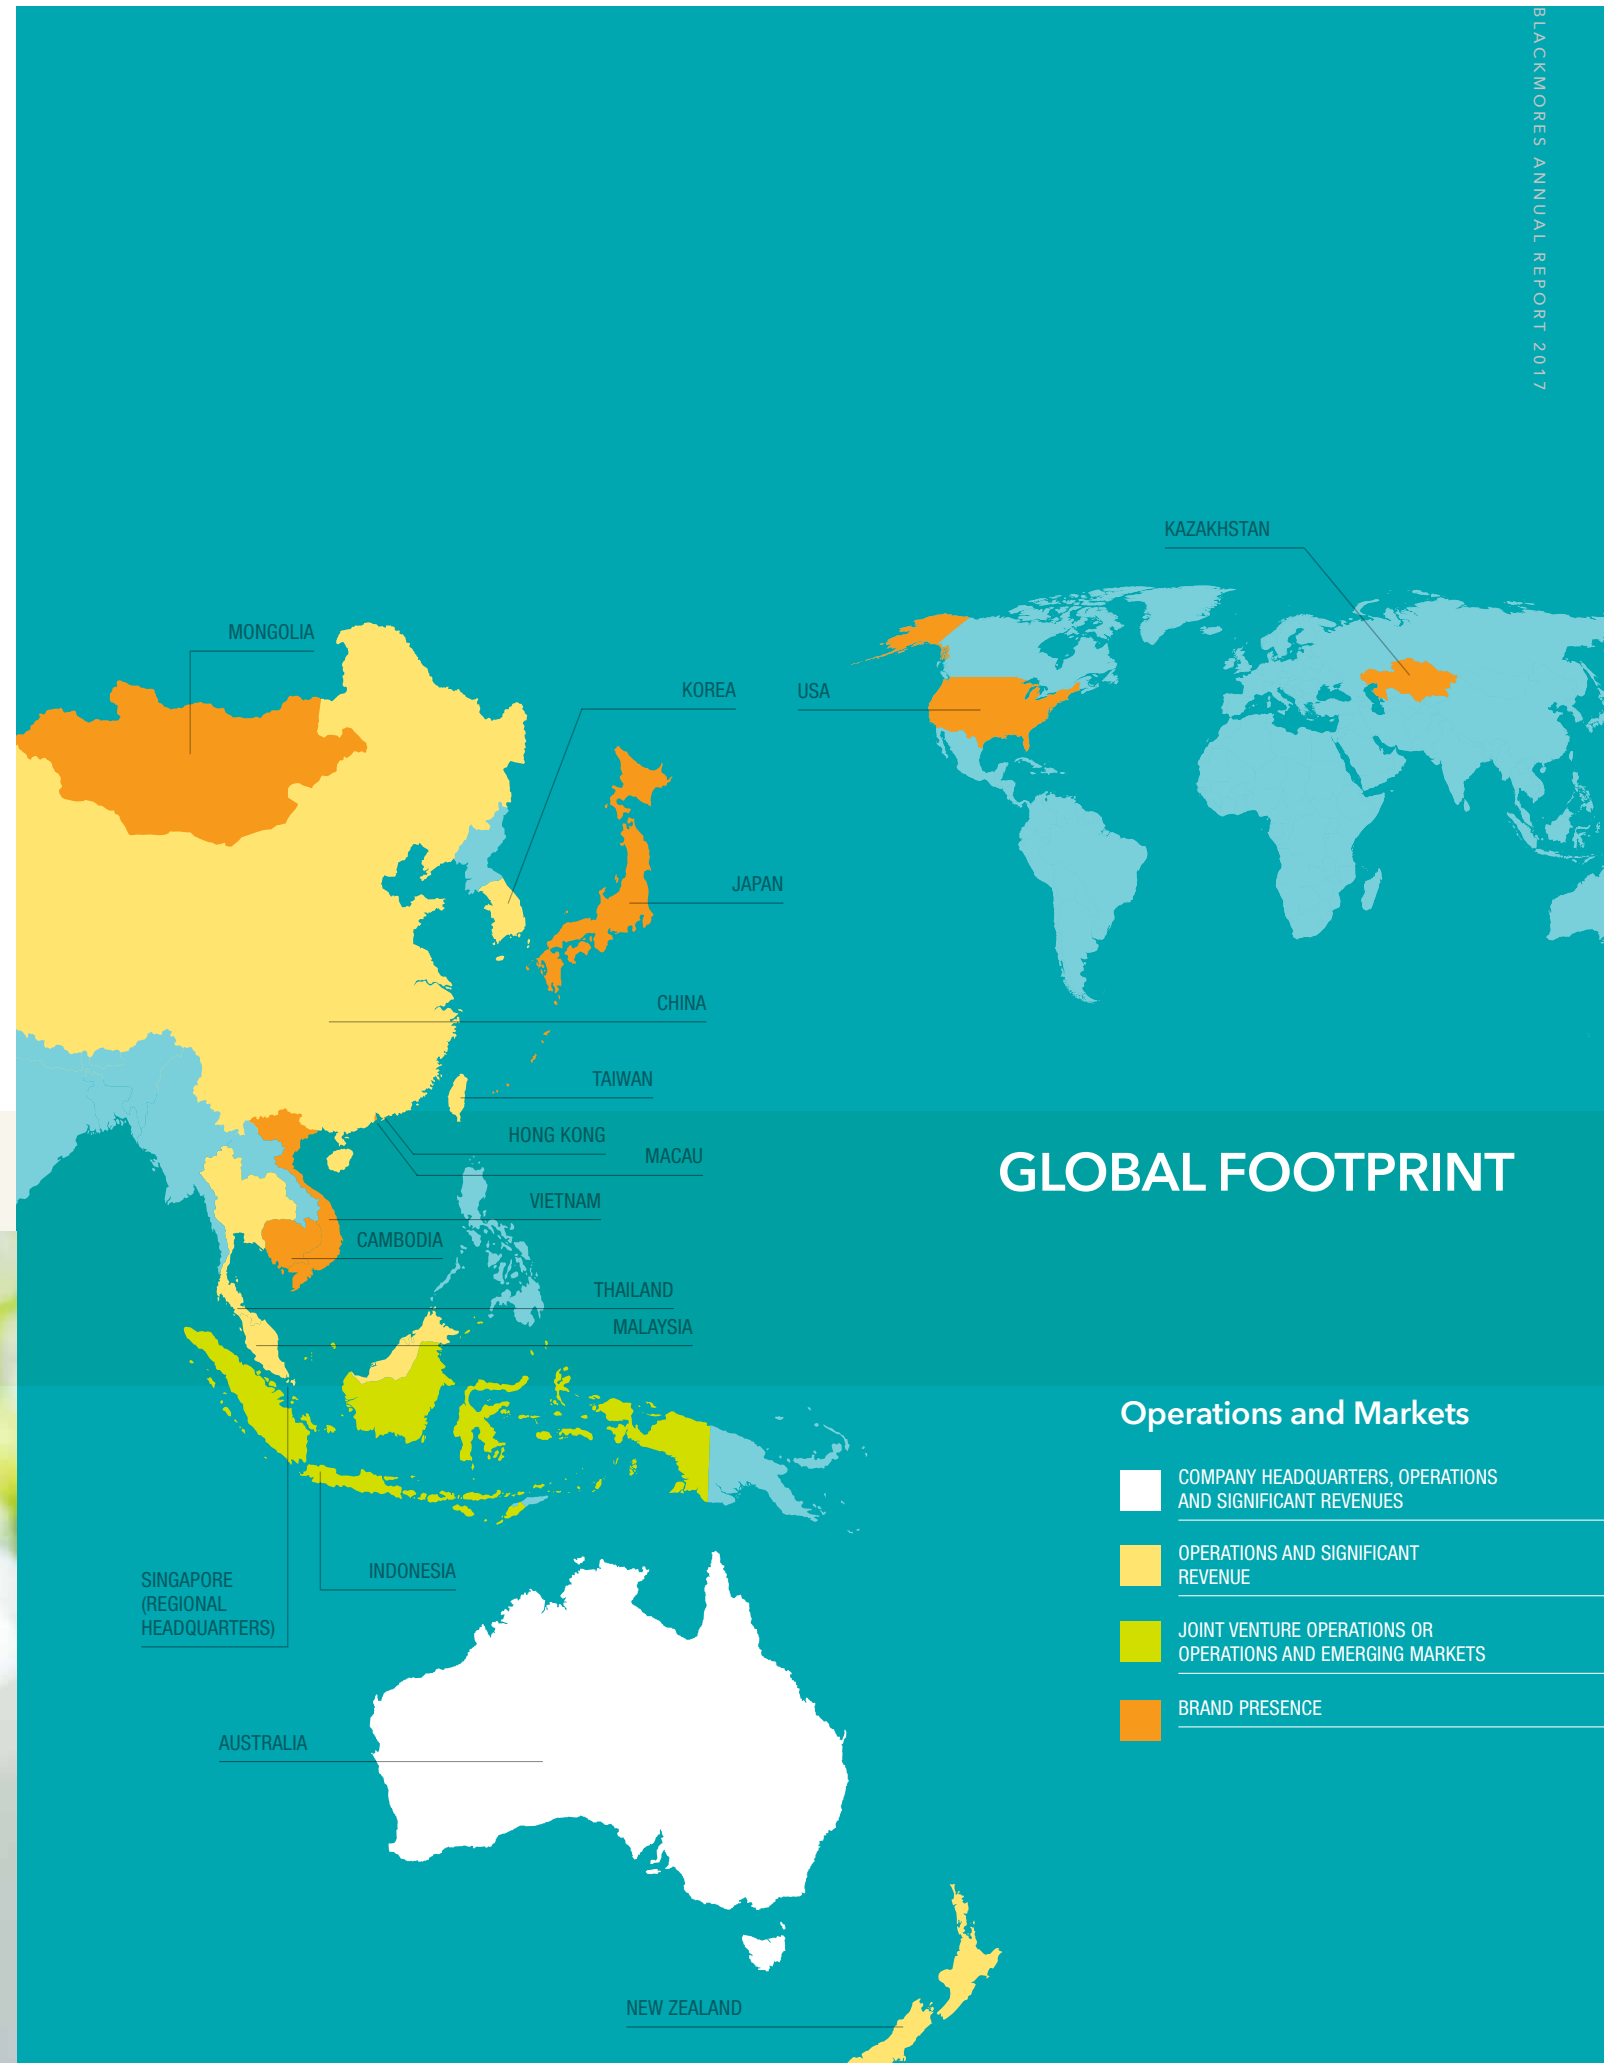 BLACKMORES ANNUAL REPORT 2017
KAZAKHSTAN
MONGOLIA
KOREA
USA
JAPAN
CHINA
TAIWAN
HONG KONG
MACAU
GLOBAL FOOTPRINT
VIETNAM
CAMBODIA
THAILAND
MALAYSIA
SINGAPORE
(REGIONAL
HEADQUARTERS)
INDONESIA
AUSTRALIA
NEW ZEALAND
Operations and Markets
COMPANY HEADQUARTERS, OPERATIONS
AND SIGNIFICANT REVENUES
OPERATIONS AND SIGNIFICANT
REVENUE
JOINT VENTURE OPERATIONS OR
OPERATIONS AND EMERGING MARKETS
BRAND PRESENCE